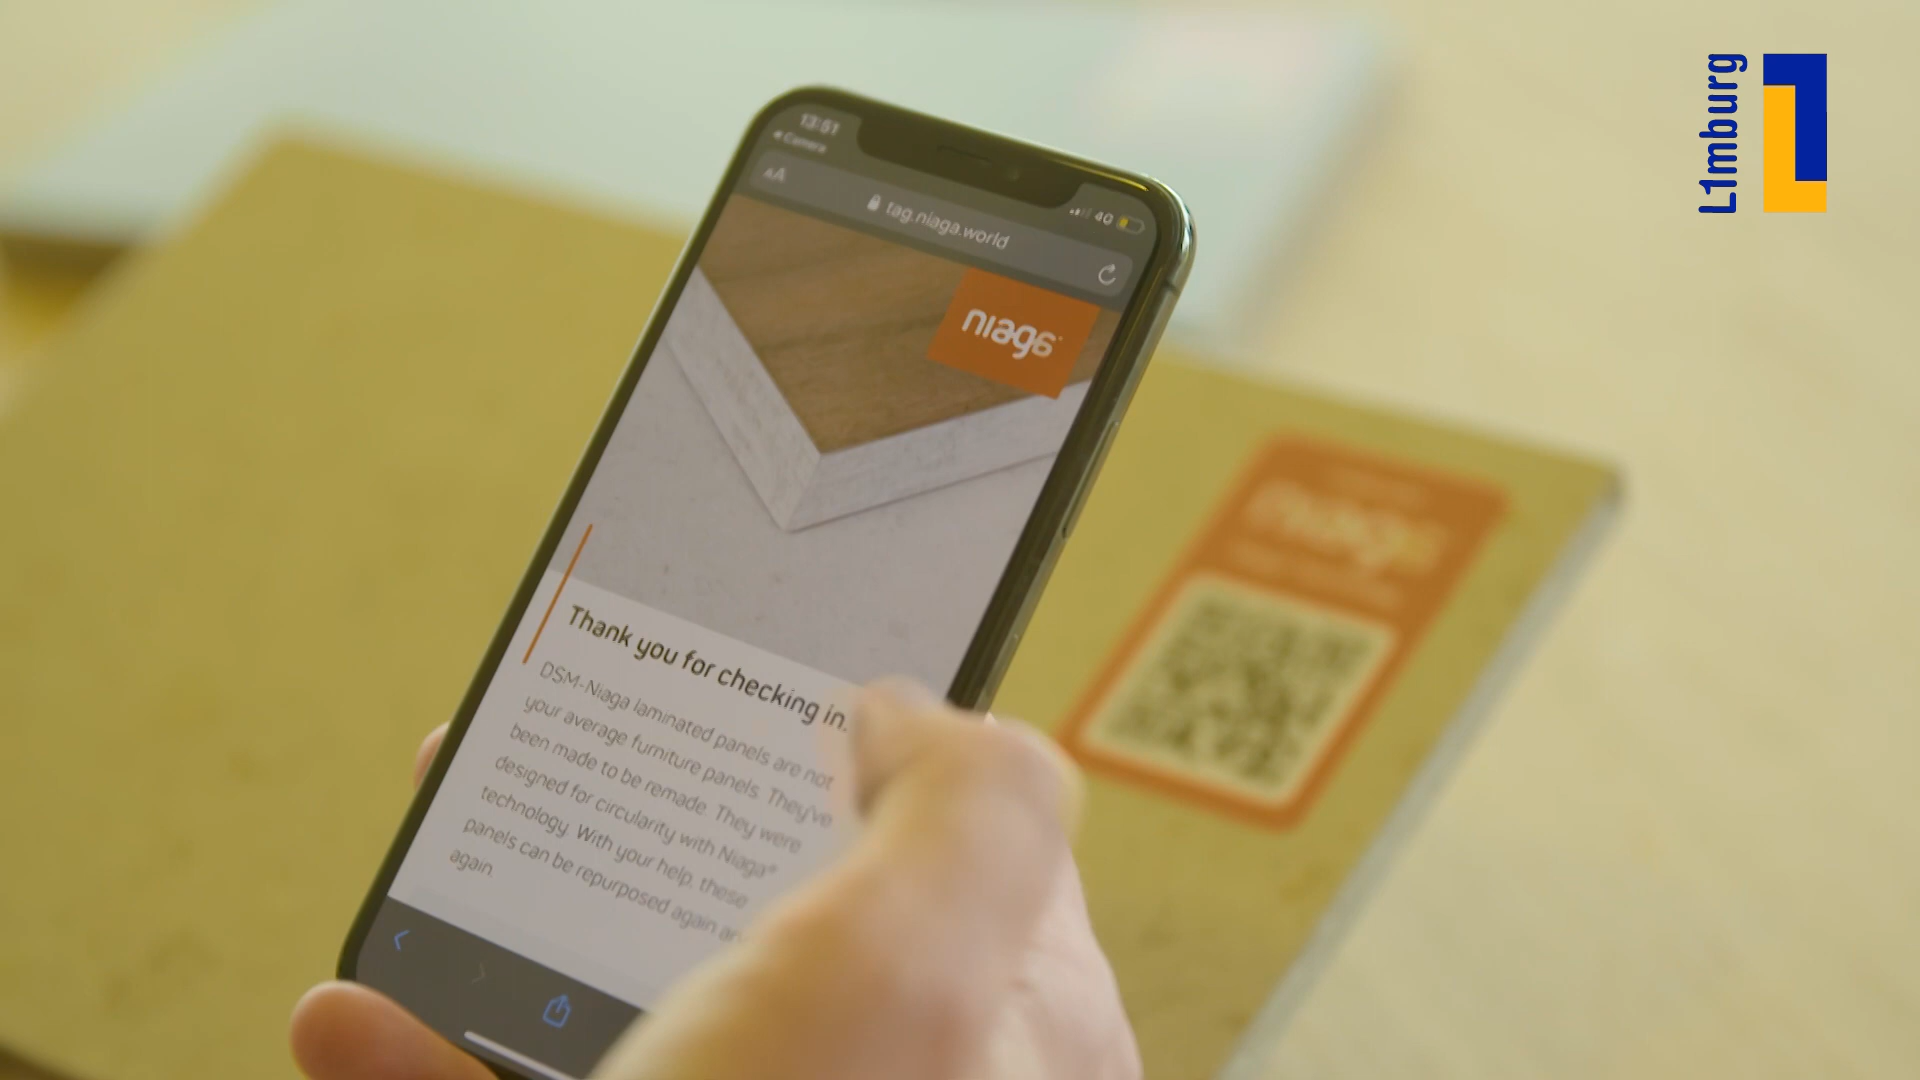 L1mburg
13:51
Camera
AA
tag.niaga.world
4G
niaga
Thank you for checking in.
DSM-Niaga laminated panels are not
your average furniture panels. They've
been made to be remade. They were
designed for circularity with Niaga®
technology. With your help, these
panels can be repurposed again
again.
niaga